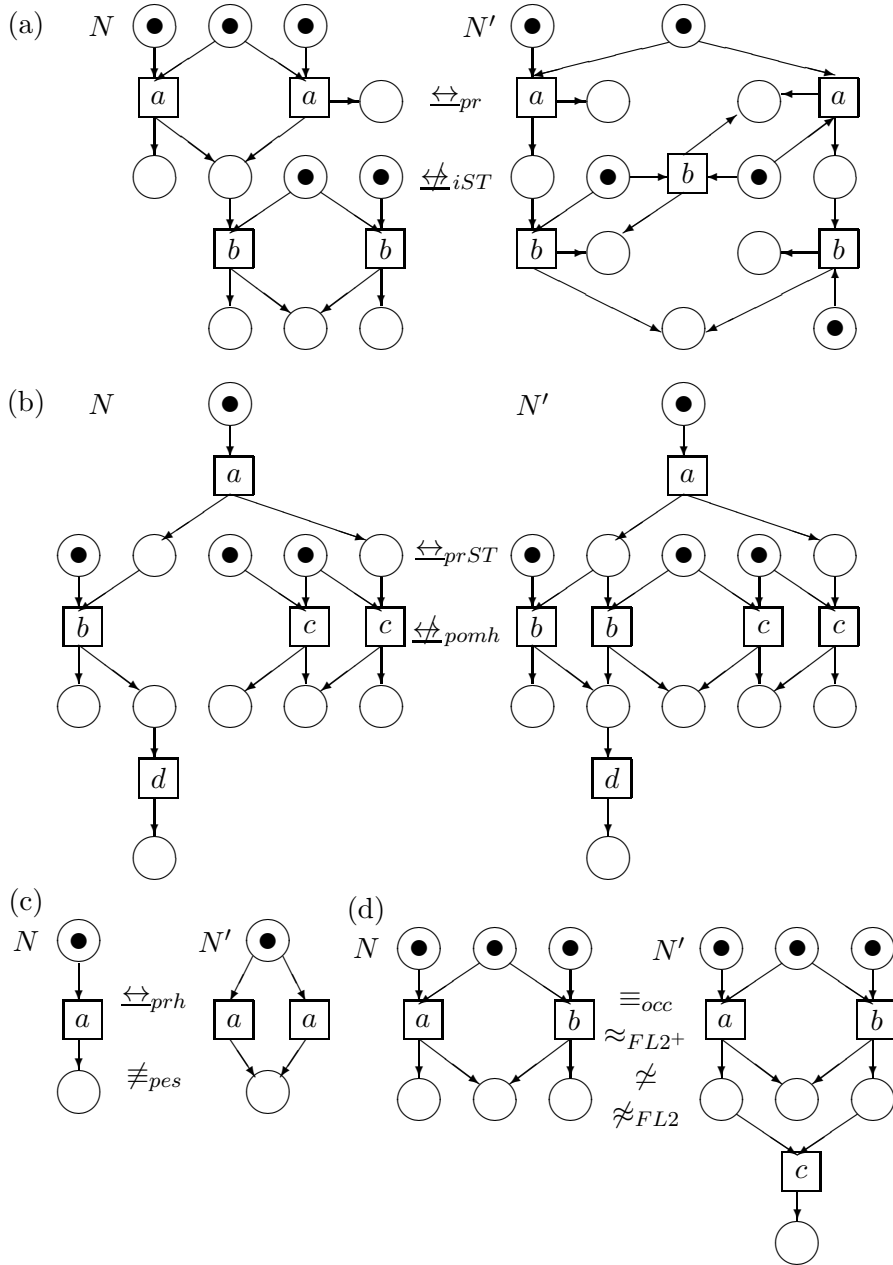 (a) N N′
a a ↔pr a a
b
↮iST
b b b b
(b) N N′
a a
↔prST
b c c ↮pomh b b c c
d d
(c) (d)
N N′ N N′
↔prh ≡occ
a a a a b a b
≈FL2+
≢pes ≄
≉FL2
c